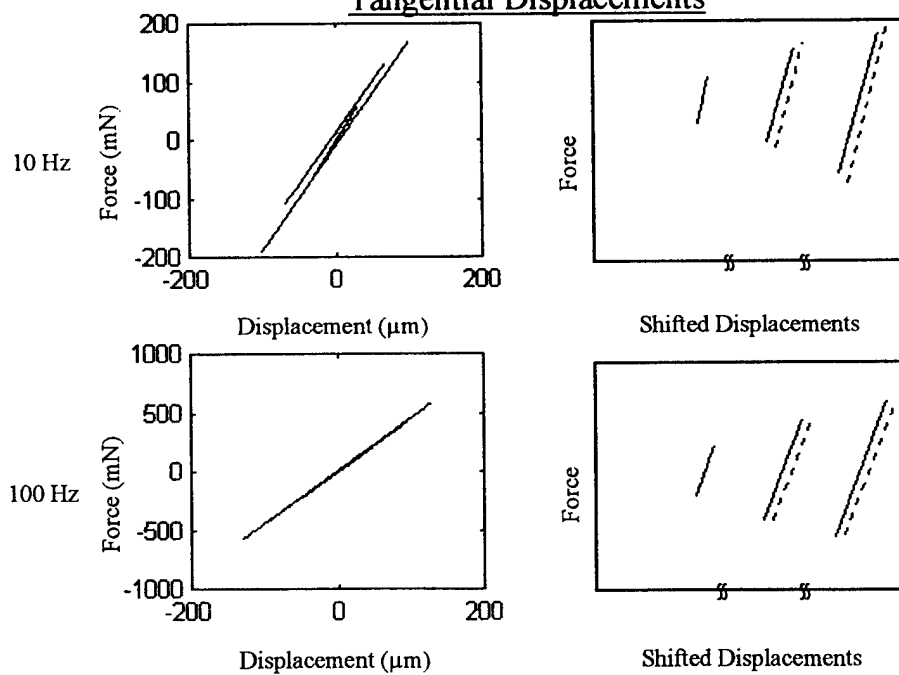 Tangential Displacements
10 Hz
Force (mN)
200
100
0
-100
-200
-200 0 200
Displacement (μm)
Force
Shifted Displacements
100 Hz
Force (mN)
1000
500
0
-500
-1000
-200 0 200
Displacement (μm)
Force
Shifted Displacements